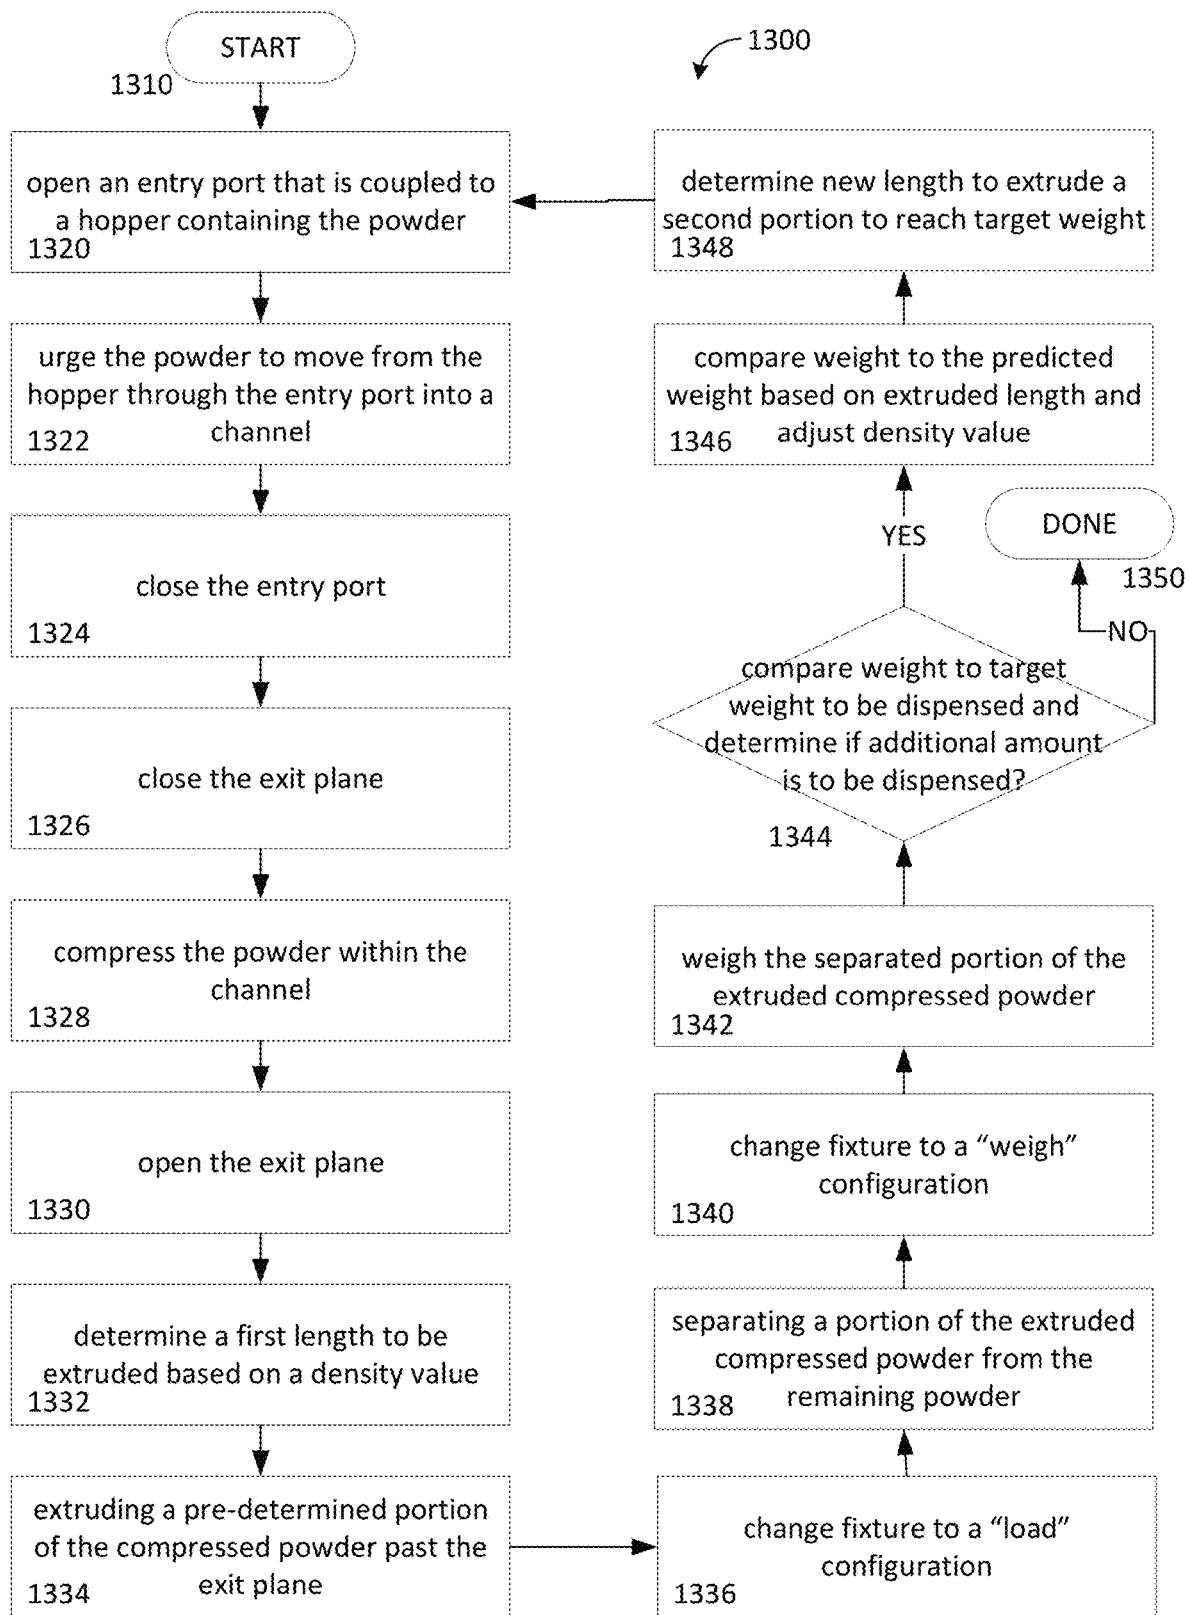 START
1310
1300
open an entry port that is coupled to
a hopper containing the powder
1320
urge the powder to move from the
hopper through the entry port into a
channel
1322
close the entry port
1324
close the exit plane
1326
compress the powder within the
channel
1328
open the exit plane
1330
determine a first length to be
extruded based on a density value
1332
extruding a pre-determined portion
of the compressed powder past the
exit plane
1334
change fixture to a “load”
configuration
1336
separating a portion of the extruded
compressed powder from the
remaining powder
1338
change fixture to a “weigh”
configuration
1340
weigh the separated portion of the
extruded compressed powder
1342
compare weight to target
weight to be dispensed and
determine if additional amount
is to be dispensed?
1344
YES
NO
DONE
1350
compare weight to the predicted
weight based on extruded length and
adjust density value
1346
determine new length to extrude a
second portion to reach target weight
1348